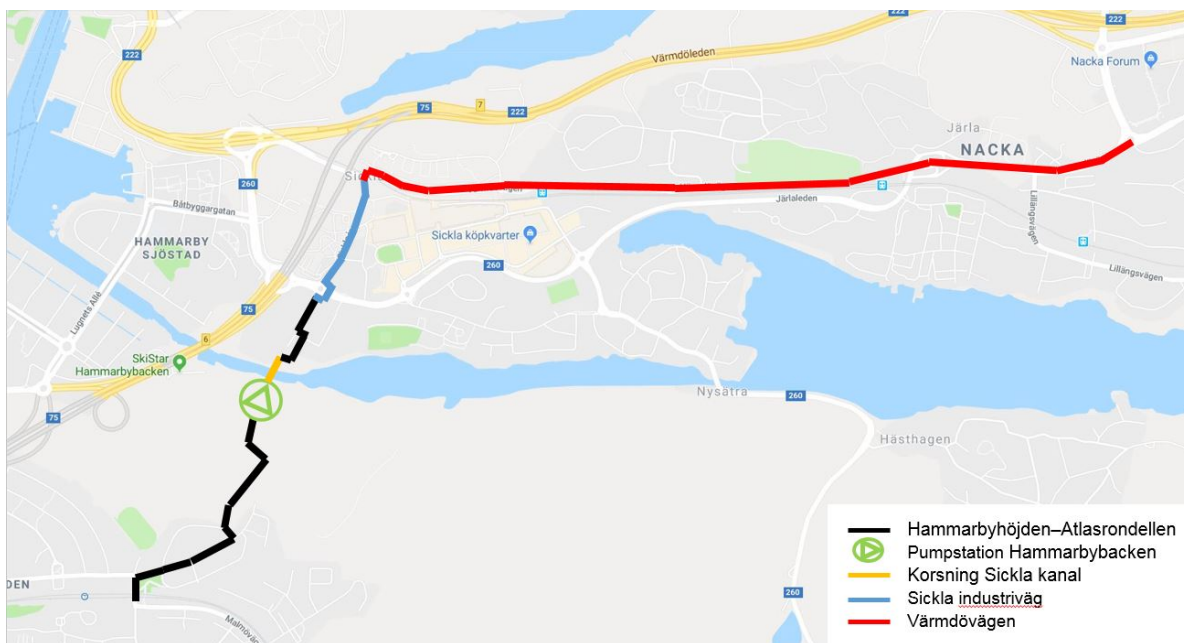 222
222
222
Värmdöleden
75
7
222
Nacka Forum
Järla
NACKA
260
Järlaleden
Båtbyggargatan
HAMMARBY
SJÖSTAD
Sickla köpkvarter
260
Lillängsvägen
Lillängsvägen
260
75
Lugnets Allé
6
SkiStar
Hammarbybacken
75
Nysätra
260
Hästhagen
DEN
Malmövä
260
Hammarbyhöjden–Atlasrondellen
Pumpstation Hammarbybacken
Korsning Sickla kanal
Sickla industriväg
Värmdövägen